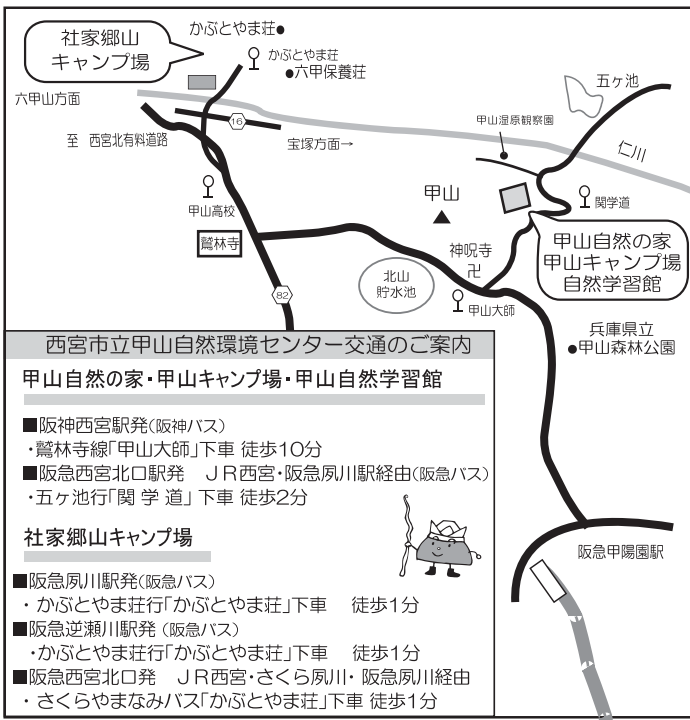 社家郷山
キャンプ場
かぶとやま荘●
かぶとやま荘
●六甲保養荘
六甲山方面
16
至 西宮北有料道路
宝塚方面→
五ヶ池
甲山湿原観察園
仁川
甲山高校
甲山
関学道
鷲林寺
神呪寺
卍
甲山自然の家
甲山キャンプ場
自然学習館
北山
貯水池
82
甲山大師
兵庫県立
●甲山森林公園
阪急甲陽園駅
西宮市立甲山自然環境センター交通のご案内
甲山自然の家・甲山キャンプ場・甲山自然学習館
■阪神西宮駅発(阪神バス)
・鷲林寺線「甲山大師」下車 徒歩10分
■阪急西宮北口駅発 JR西宮・阪急夙川駅経由(阪急バス)
・五ヶ池行「関 学 道」下車 徒歩2分
社家郷山キャンプ場
■阪急夙川駅発(阪急バス)
・かぶとやま荘行「かぶとやま荘」下車 徒歩1分
■阪急逆瀬川駅発 (阪急バス)
・かぶとやま荘行「かぶとやま荘」下車 徒歩1分
■阪急西宮北口発 JR西宮・さくら夙川・ 阪急夙川経由
・さくらやまなみバス「かぶとやま荘」下車 徒歩1分